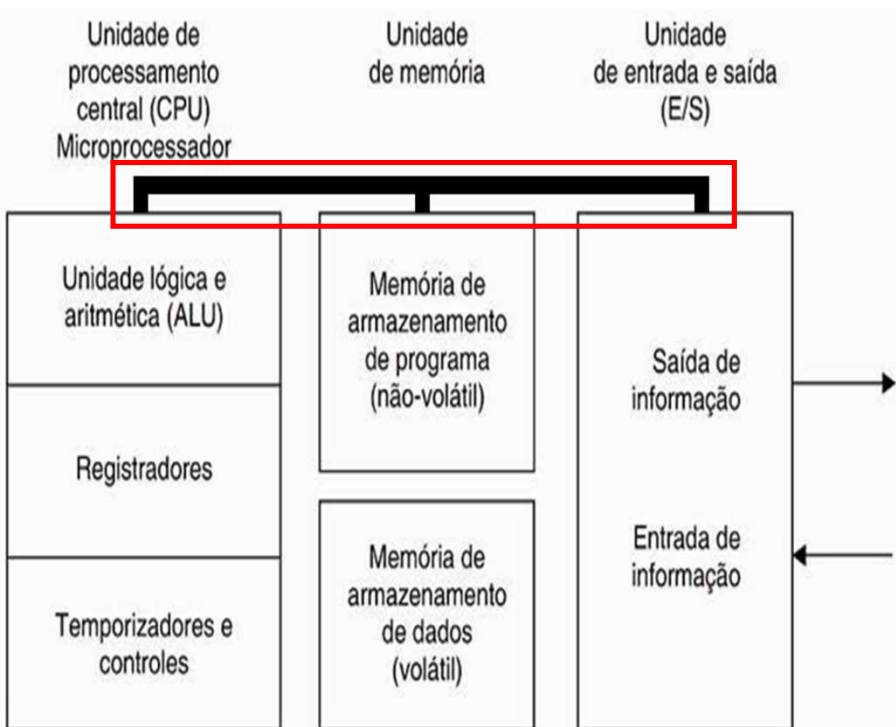 Unidade de
processamento
central (CPU)
Microprocessador
Unidade
de memória
Unidade
de entrada e saída
(E/S)
Unidade lógica e
aritmética (ALU)
Registradores
Temporizadores e
controles
Memória de
armazenamento
de programa
(não-volátil)
Memória de
armazenamento
de dados
(volátil)
Saída de
informação
Entrada de
informação